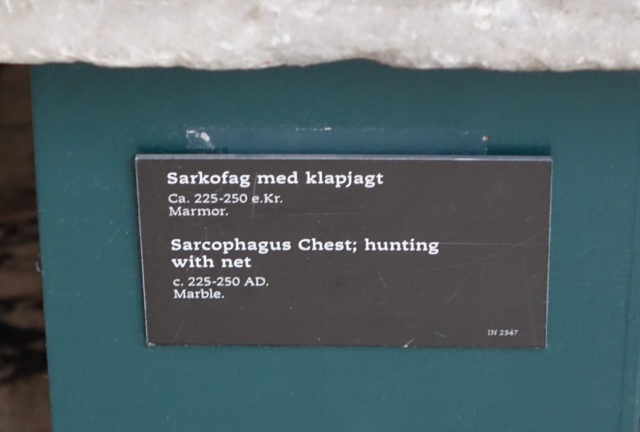 Sarkofag med klapjagt
Ca. 225-250 e.Kr.
Marmor.
Sarcophagus Chest; hunting
with net
c. 225-250 AD.
Marble.
IN 2347